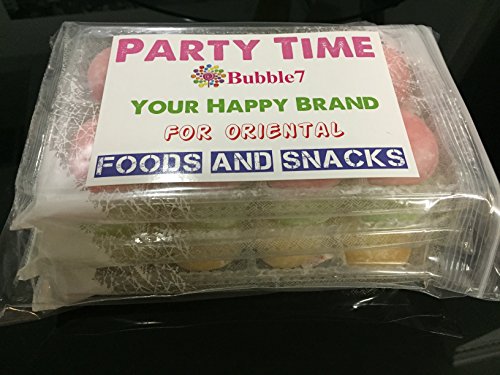 PARTY TIME
Bubble7
YOUR HAPPY BRAND
FOR ORIENTAL
FOODS AND SNACKS